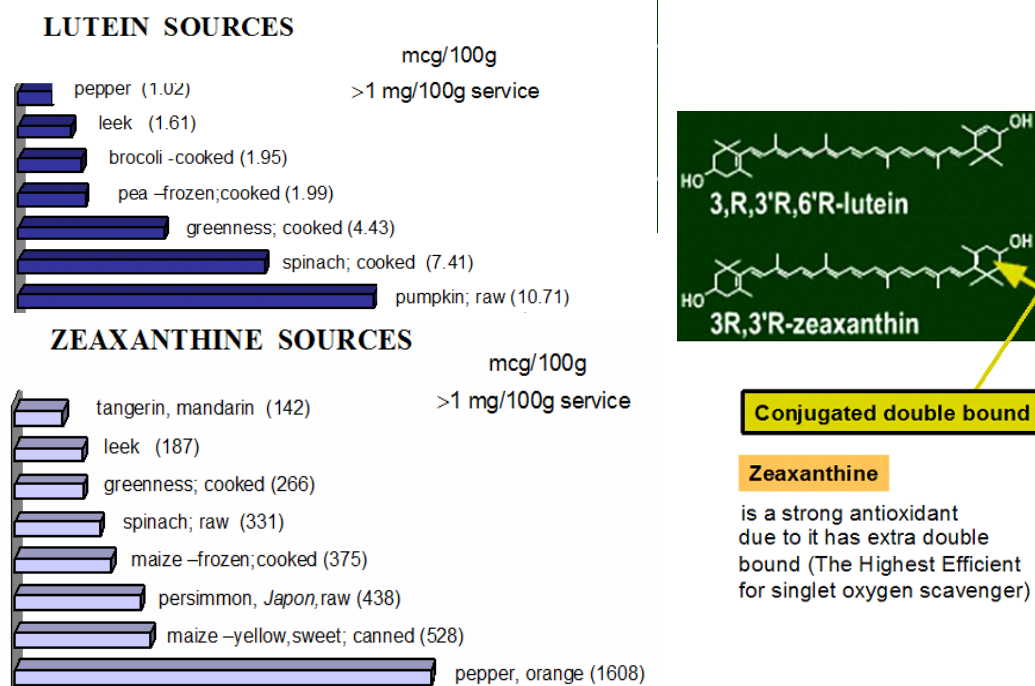 LUTEIN SOURCES
mcg/100g
>1 mg/100g service
pepper (1.02)
leek (1.61)
brocoli -cooked (1.95)
pea –frozen;cooked (1.99)
greenness; cooked (4.43)
spinach; cooked (7.41)
pumpkin; raw (10.71)
ZEAXANTHINE SOURCES
mcg/100g
>1 mg/100g service
tangerin, mandarin (142)
leek (187)
greenness; cooked (266)
spinach; raw (331)
maize –frozen;cooked (375)
persimmon, Japon,raw (438)
maize –yellow,sweet; canned (528)
pepper, orange (1608)
OH
HO
3,R,3'R,6'R-lutein
OH
HO
3R,3'R-zeaxanthin
Conjugated double bound
Zeaxanthine
is a strong antioxidant
due to it has extra double
bound (The Highest Efficient
for singlet oxygen scavenger)